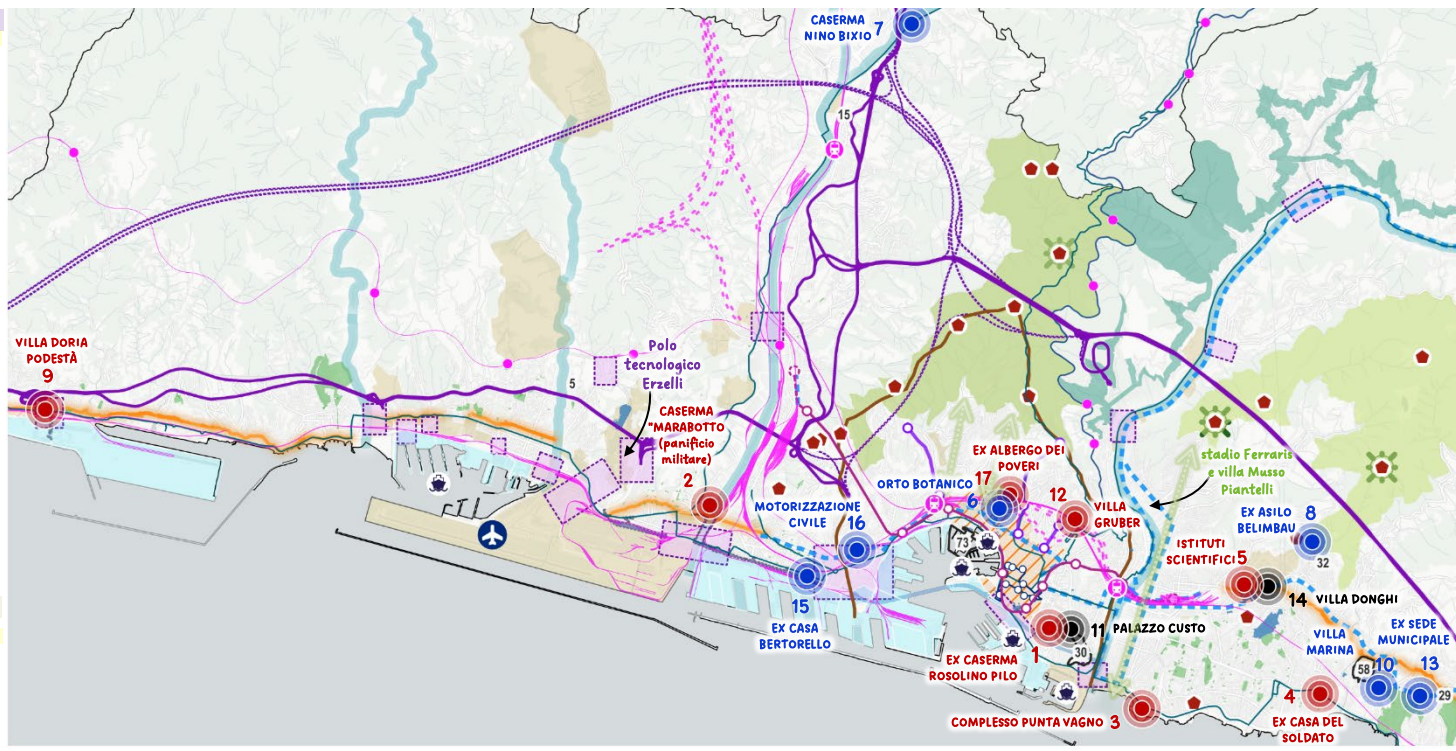 CASERMA
NINO BIXIO 7
15
VILLA DORIA
PODESTÀ
9
5
Polo
tecnologico
Erzelli
CASERMA
"MARABOTTO
(panificio
militare)
2
MOTORIZZAZIONE
CIVILE 16
15
EX CASA
BERTORELLO
ORTO BOTANICO
6
EX ALBERGO DEI
POVERI
17
12
VILLA
GRUBER
73
stadio Ferraris
e villa Musso
Piantelli
EX ASILO
BELIMBAU
8
32
ISTITUTI
SCIENTIFICI 5
14 VILLA DONGHI
1
11 PALAZZO CUSTO
30
EX CASERMA
ROSOLINO PILO
COMPLESSO PUNTA VAGNO 3
4
EX CASA DEL
SOLDATO
VILLA
MARINA
58
10
EX SEDE
MUNICIPALE
13
29